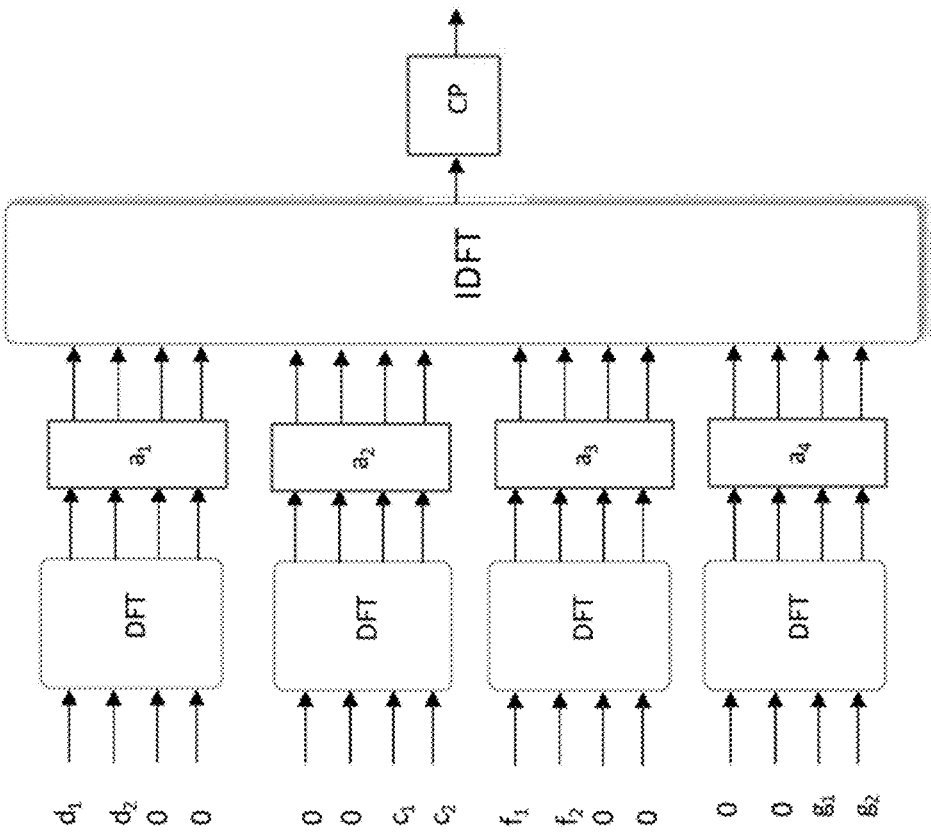 CP
IDFT
a₁ a₂ a₃ a₄
DFT DFT DFT DFT
d₁ d₂ 0 0 0 0 c₁ c₂ f₁ f₂ 0 0 0 0 g₁ g₂